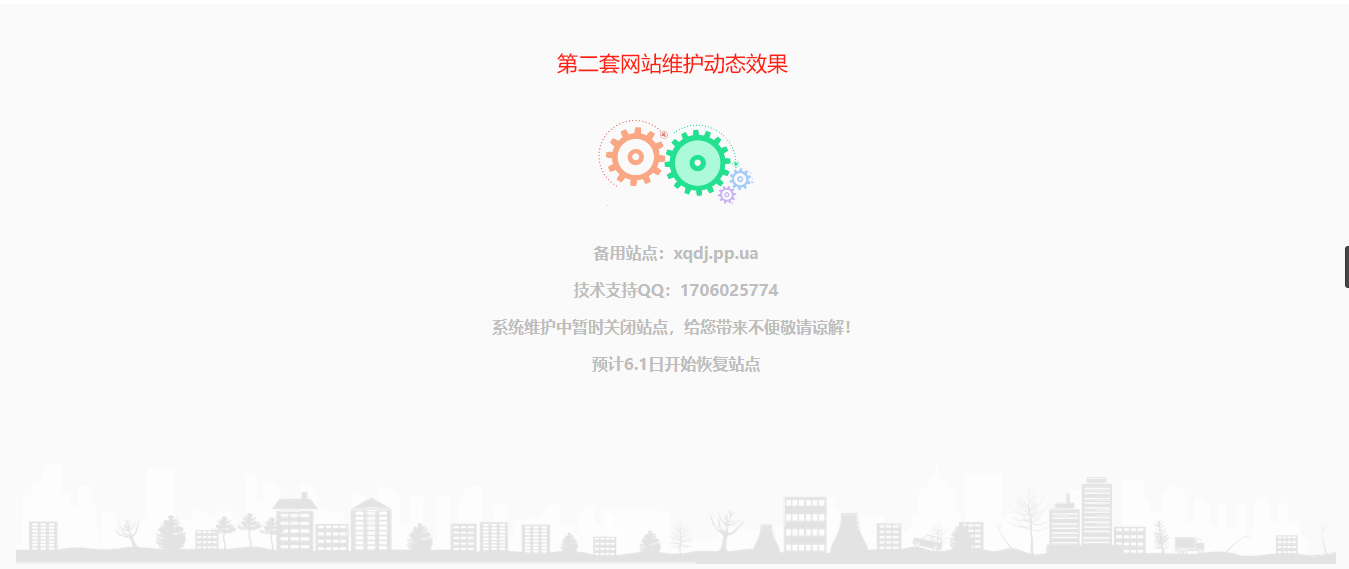 第二套网站维护动态效果
备用站点：xqdj.pp.ua
技术支持QQ：1706025774
系统维护中暂时关闭站点，给您带来不便敬请谅解！
预计6.1日开始恢复站点